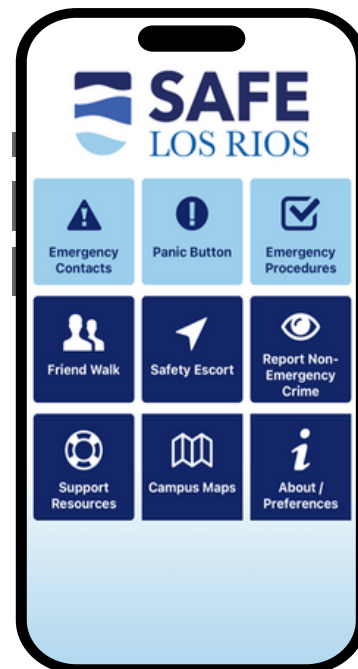 SAFE
LOS RIOS
Emergency
Contacts
Panic Button
Emergency
Procedures
Friend Walk
Safety Escort
Report Non-
Emergency
Crime
Support
Resources
Campus Maps
About /
Preferences